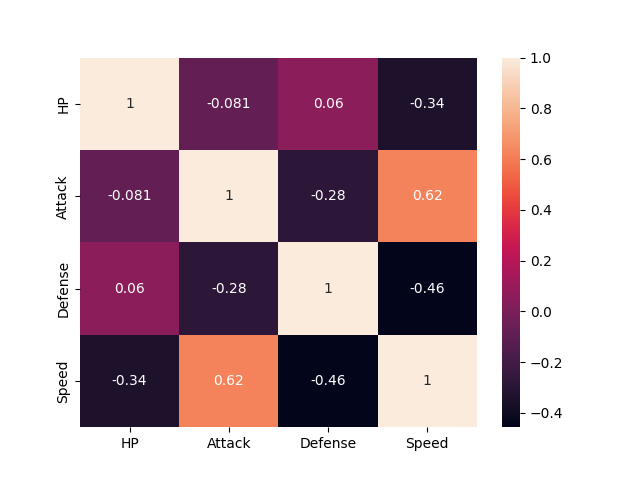 HP 1 -0.081 0.06 -0.34
Attack -0.081 1 -0.28 0.62
Defense 0.06 -0.28 1 -0.46
Speed -0.34 0.62 -0.46 1
HP Attack Defense Speed
1.0
0.8
0.6
0.4
0.2
0.0
−0.2
−0.4